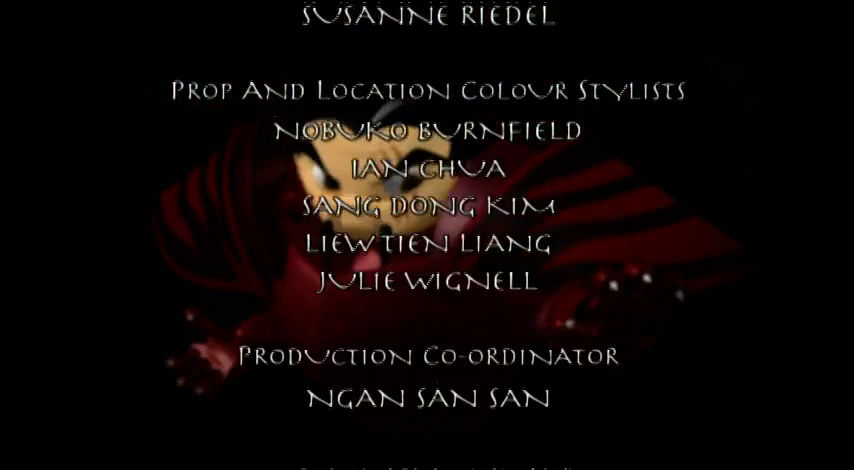 SUSANNE RIEDEL
PROP AND LOCATION COLOUR STYLISTS
NOBUKO BURNFIELD
IAN CHUA
SANG DONG KIM
LIEW TIEN LIANG
JULIE WIGNELL
PRODUCTION CO-ORDINATOR
NGAN SAN SAN